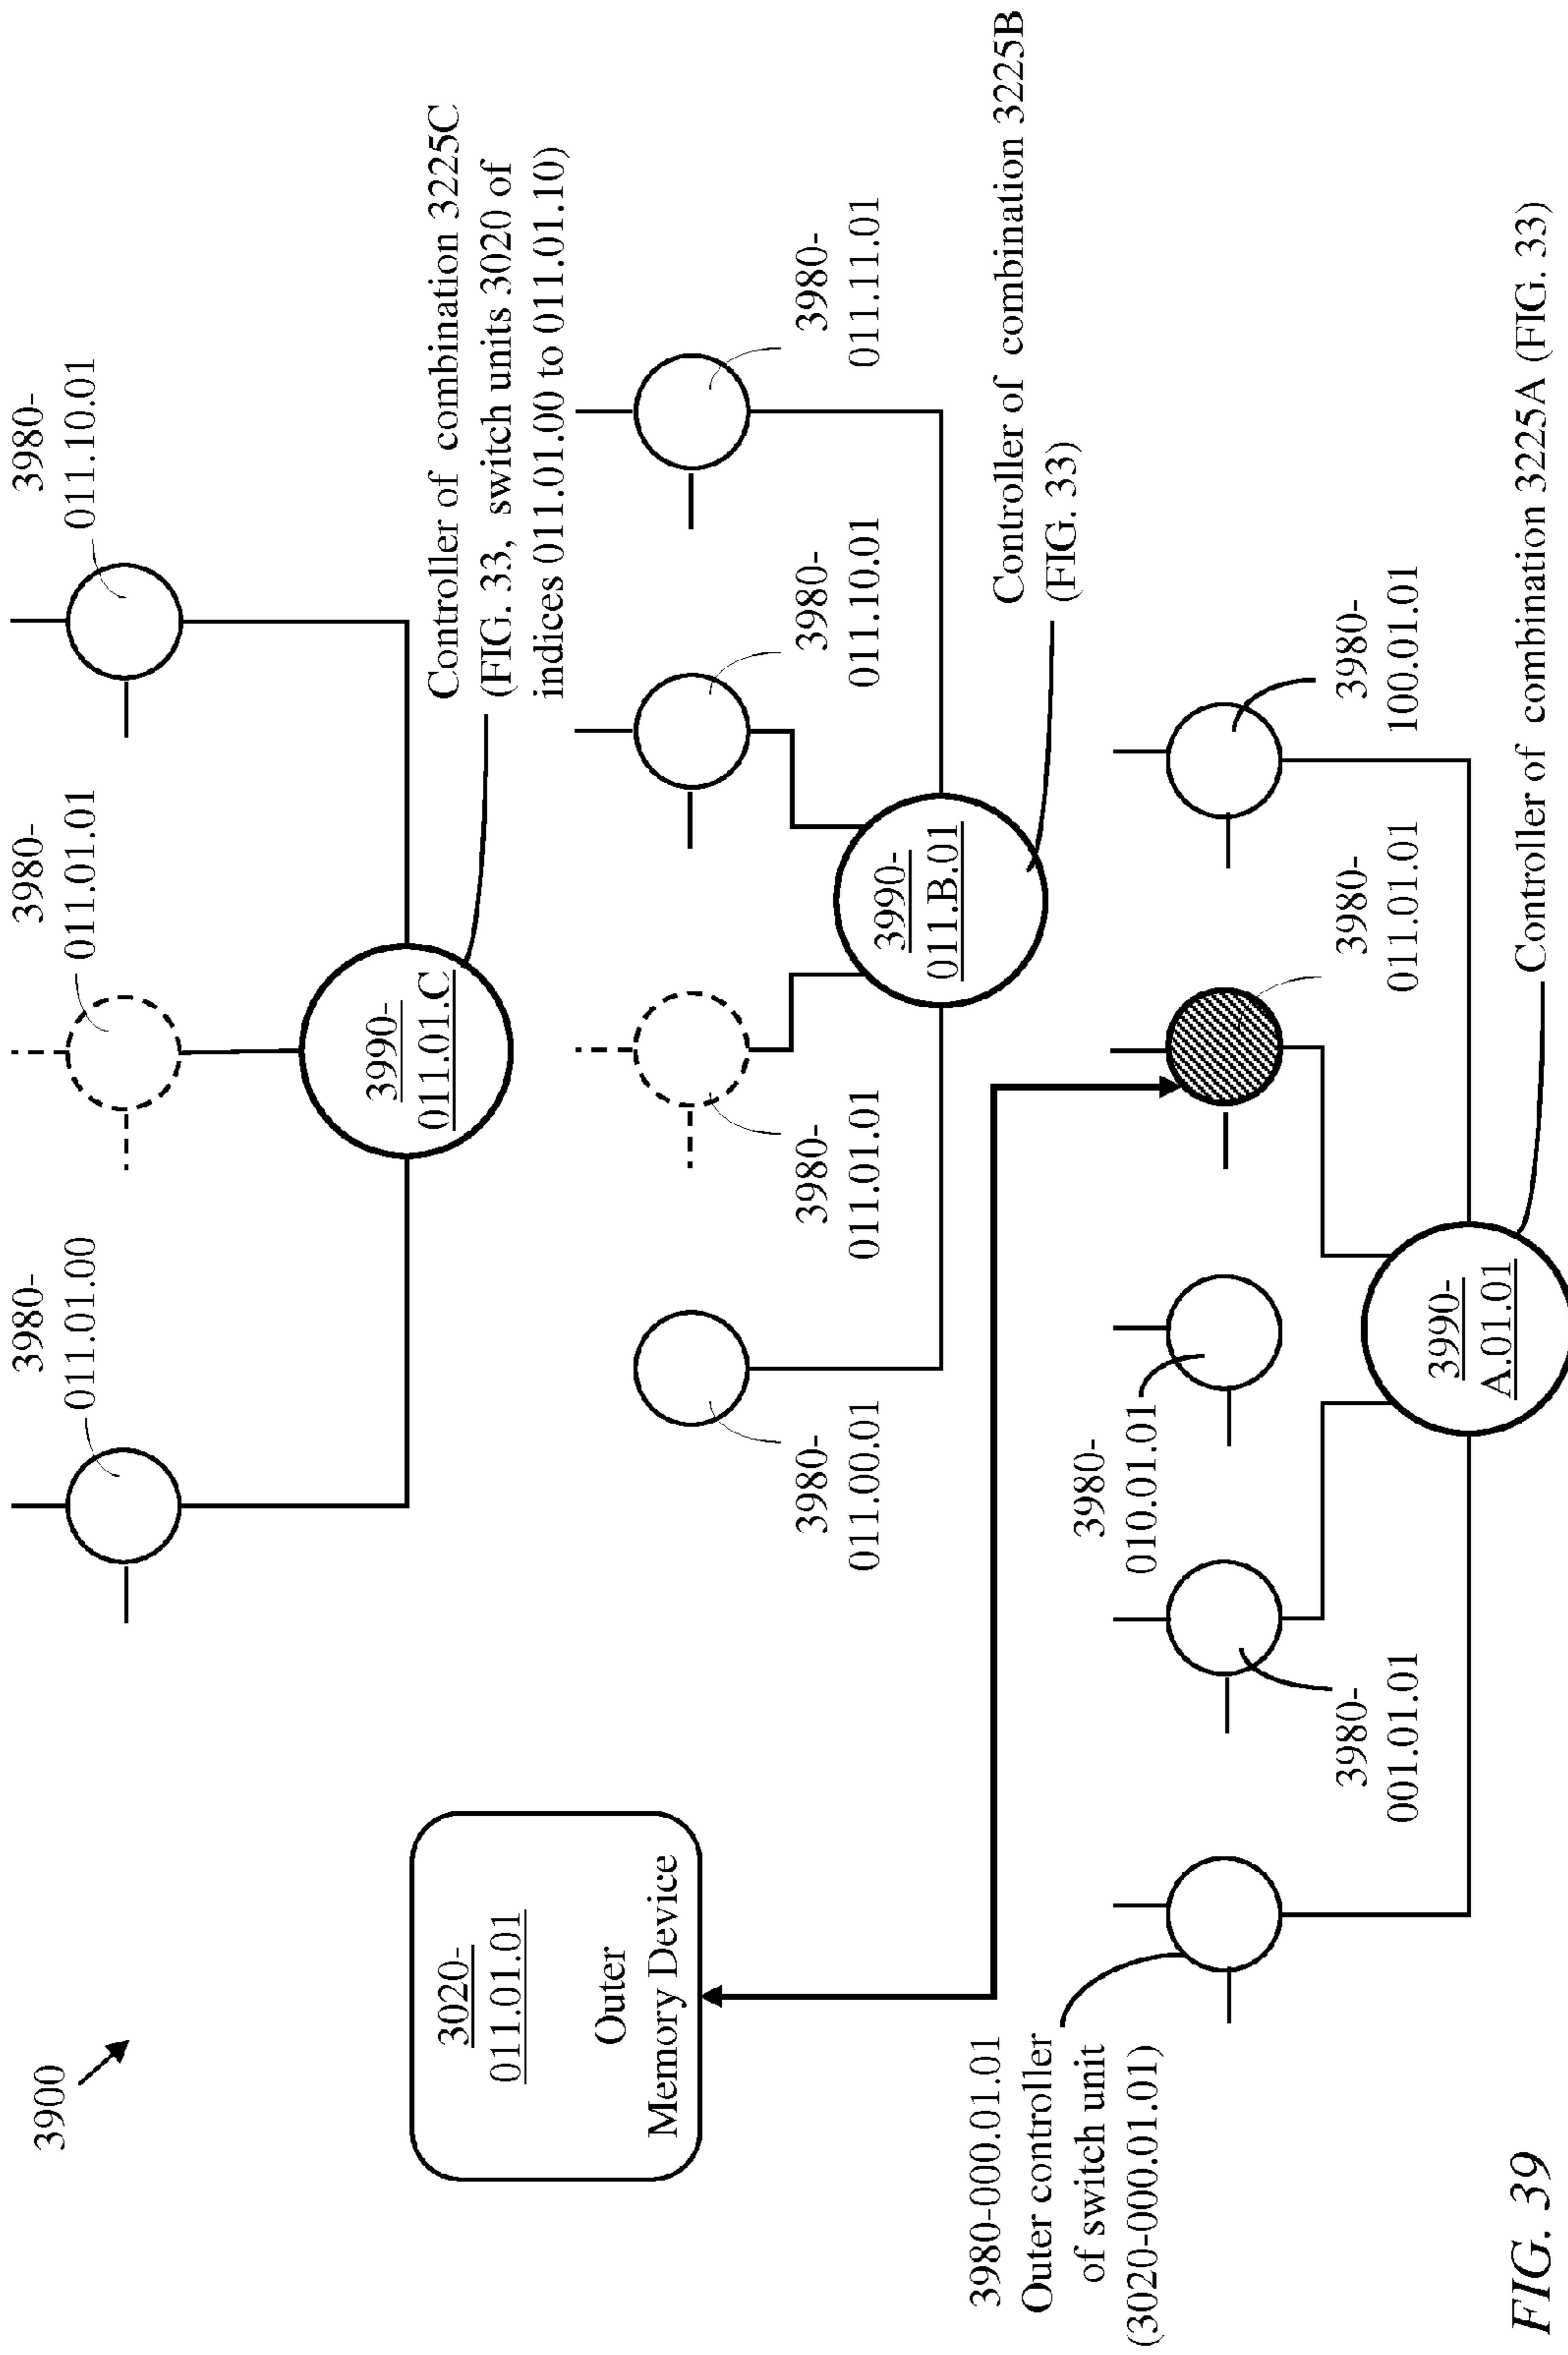 3900
3980-
011.01.00
3980-
011.01.01
3980-
011.10.01
3990-
011.01.C
Controller of combination 3225C
(FIG. 33, switch units 3020 of
indices 011.01.00 to 011.01.10)
3020-
011.01.01
Outer
Memory Device
3980-
011.00.01
3980-
011.01.01
3980-
011.10.01
3980-
011.11.01
3990-
011.B.01
Controller of combination 3225B
(FIG. 33)
3980-000.01.01
Outer controller
of switch unit
(3020-000.01.01)
3980-
001.01.01
3980-
010.01.01
3980-
011.01.01
3980-
100.01.01
3990-
A.01.01
Controller of combination 3225A (FIG. 33)
FIG. 39